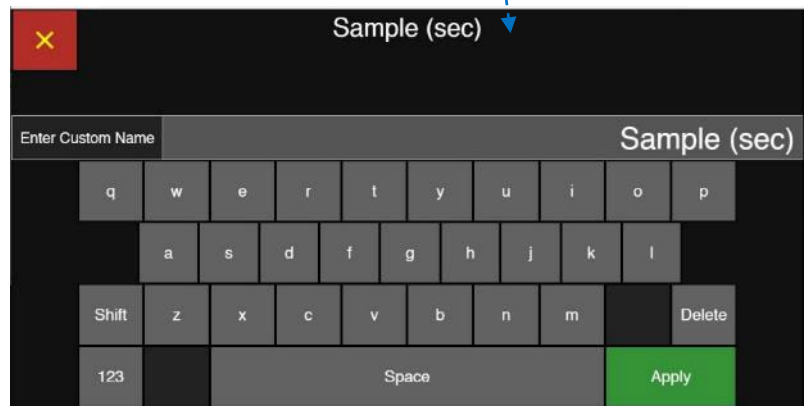 ×
Sample (sec)
Enter Custom Name Sample (sec)
q w e r t y u i o p
a s d f g h j k l
Shift z x c v b n m Delete
123 Space Apply